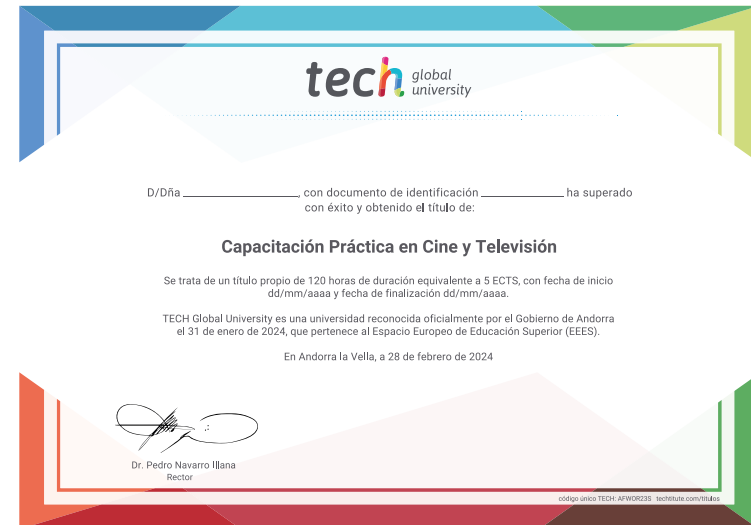 tech global
university
D/Dña ____________________, con documento de identificación ______________ ha superado
con éxito y obtenido el título de:
Capacitación Práctica en Cine y Televisión
Se trata de un título propio de 120 horas de duración equivalente a 5 ECTS, con fecha de inicio
dd/mm/aaaa y fecha de finalización dd/mm/aaaa.
TECH Global University es una universidad reconocida oficialmente por el Gobierno de Andorra
el 31 de enero de 2024, que pertenece al Espacio Europeo de Educación Superior (EEES).
En Andorra la Vella, a 28 de febrero de 2024
Dr. Pedro Navarro Illana
Rector
código único TECH: AFWOR23S techtitute.com/titulos